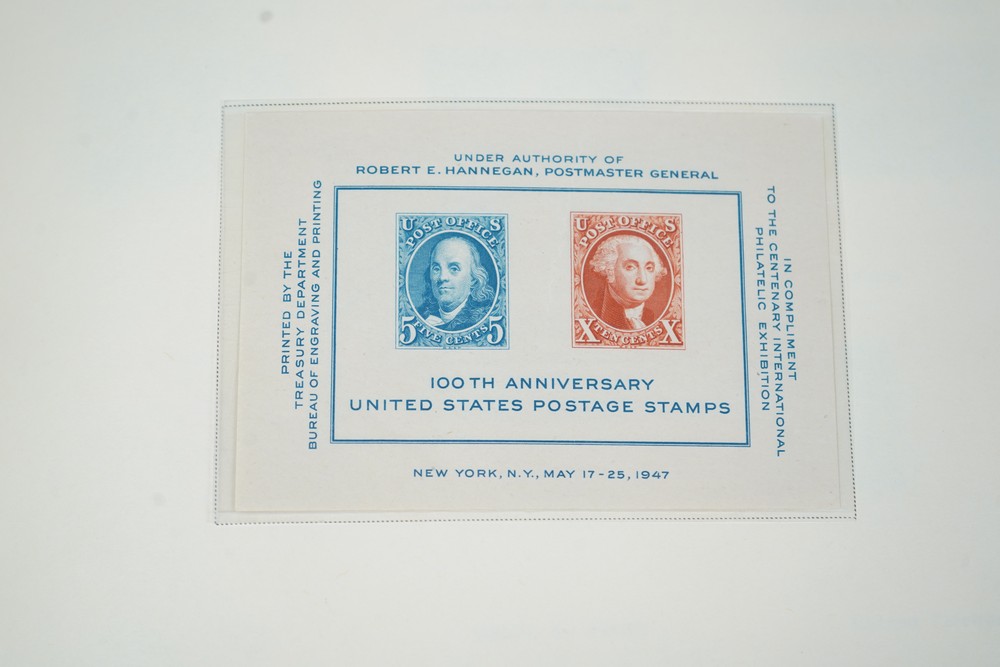 UNDER AUTHORITY OF
ROBERT E. HANNEGAN, POSTMASTER GENERAL
PRINTED BY THE
TREASURY DEPARTMENT
BUREAU OF ENGRAVING AND PRINTING
U S
POST OFFICE
5 FIVE CENTS 5
U S
POST OFFICE
X TEN CENTS X
100TH ANNIVERSARY
UNITED STATES POSTAGE STAMPS
IN COMPLIMENT
TO THE CENTENARY INTERNATIONAL
PHILATELIC EXHIBITION
NEW YORK, N.Y., MAY 17-25, 1947